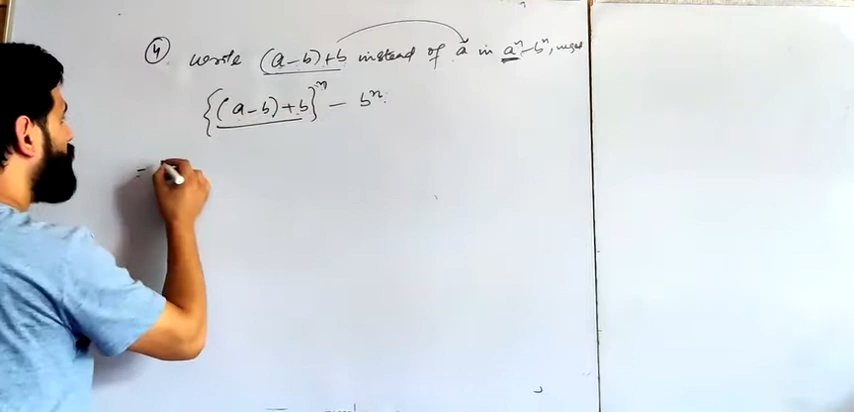 ④ write (a-b)+b instead of a in aⁿ-bⁿ, we get
{(a-b)+b}ⁿ - bⁿ
=